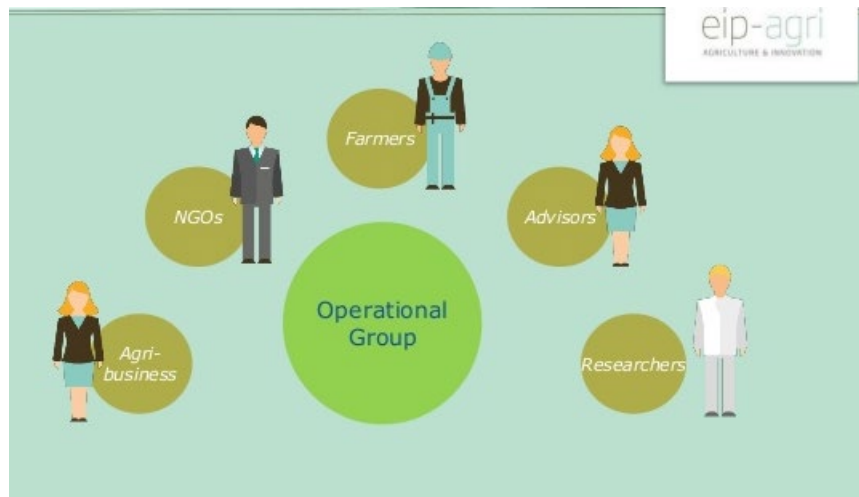 eip-agri
AGRICULTURE & INNOVATION
Farmers
NGOs
Advisors
Operational
Group
Agri-
business
Researchers